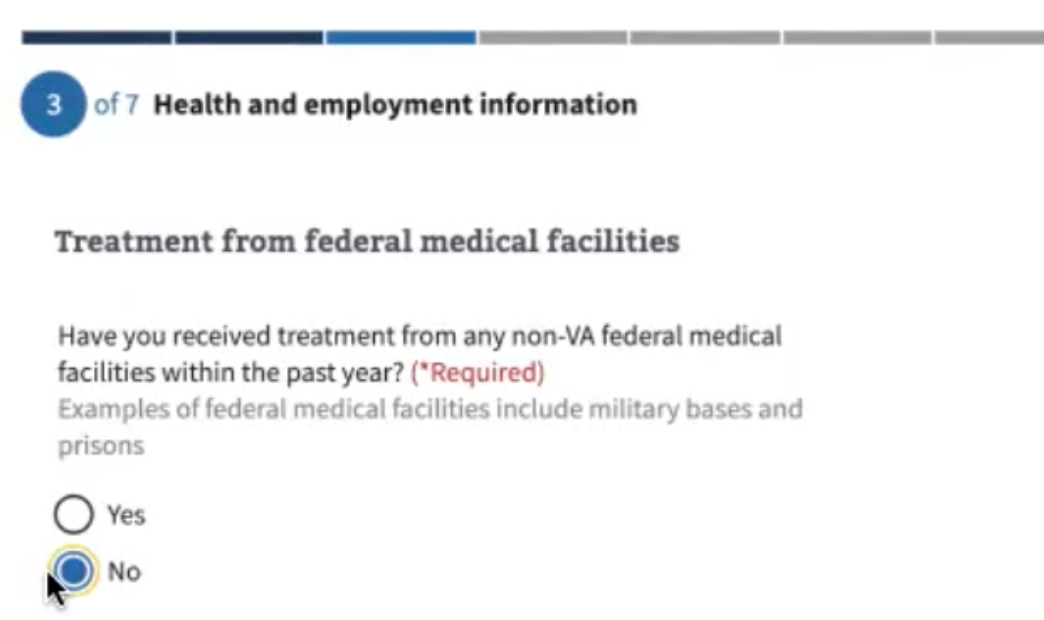 3 of 7 Health and employment information
Treatment from federal medical facilities
Have you received treatment from any non-VA federal medical
facilities within the past year? (*Required)
Examples of federal medical facilities include military bases and
prisons
Yes
No